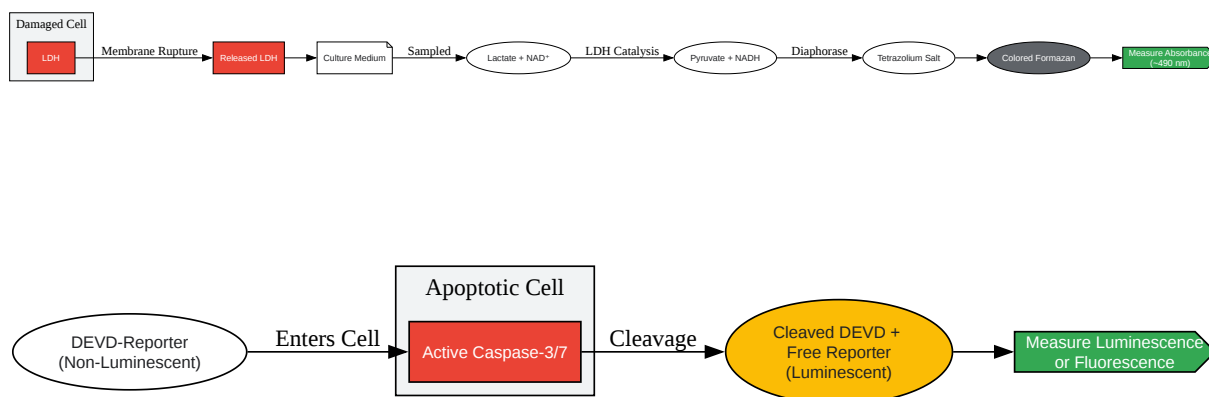 Damaged Cell
LDH
Membrane Rupture
Released LDH
Culture Medium
Sampled
Lactate + NAD⁺
LDH Catalysis
Pyruvate + NADH
Diaphorase
Tetrazolium Salt
Colored Formazan
Measure Absorbance
(~490 nm)
DEVD-Reporter
(Non-Luminescent)
Enters Cell
Apoptotic Cell
Active Caspase-3/7
Cleavage
Cleaved DEVD +
Free Reporter
(Luminescent)
Measure Luminescence
or Fluorescence